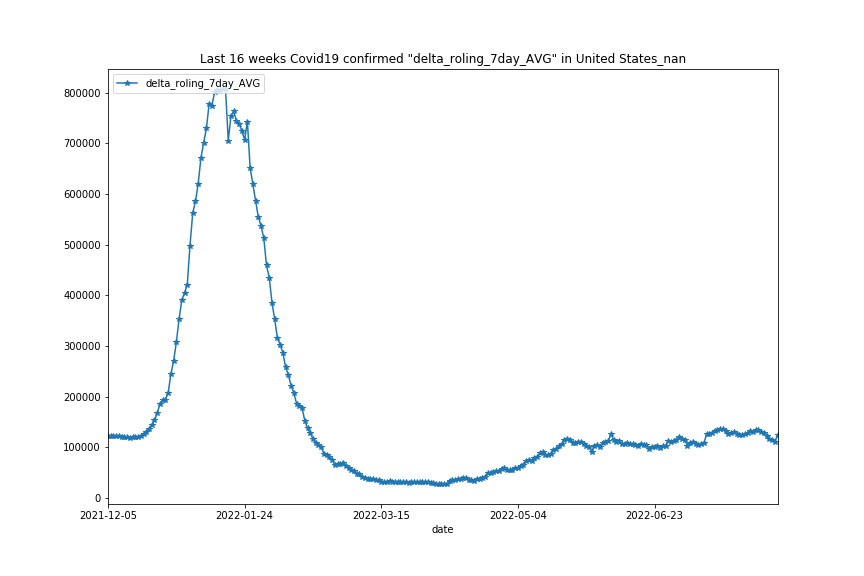 Last 16 weeks Covid19 confirmed "delta_roling_7day_AVG" in United States_nan
delta_roling_7day_AVG
800000
700000
600000
500000
400000
300000
200000
100000
0
2021-12-05 2022-01-24 2022-03-15 2022-05-04 2022-06-23
date